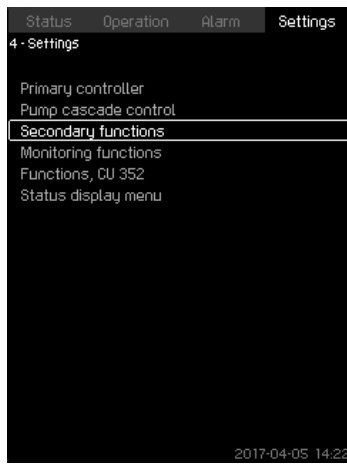 Status Operation Alarm Settings
4 - Settings
Primary controller
Pump cascade control
Secondary functions
Monitoring functions
Functions, CU 352
Status display menu
2017-04-05 14:22